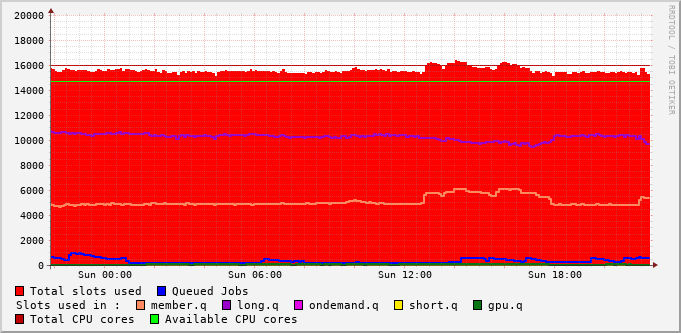 RRDTOOL / TOBI OETIKER
20000
18000
16000
14000
12000
10000
8000
6000
4000
2000
0
Sun 00:00 Sun 06:00 Sun 12:00 Sun 18:00
Total slots used Queued Jobs
Slots used in : member.q long.q ondemand.q short.q gpu.q
Total CPU cores Available CPU cores